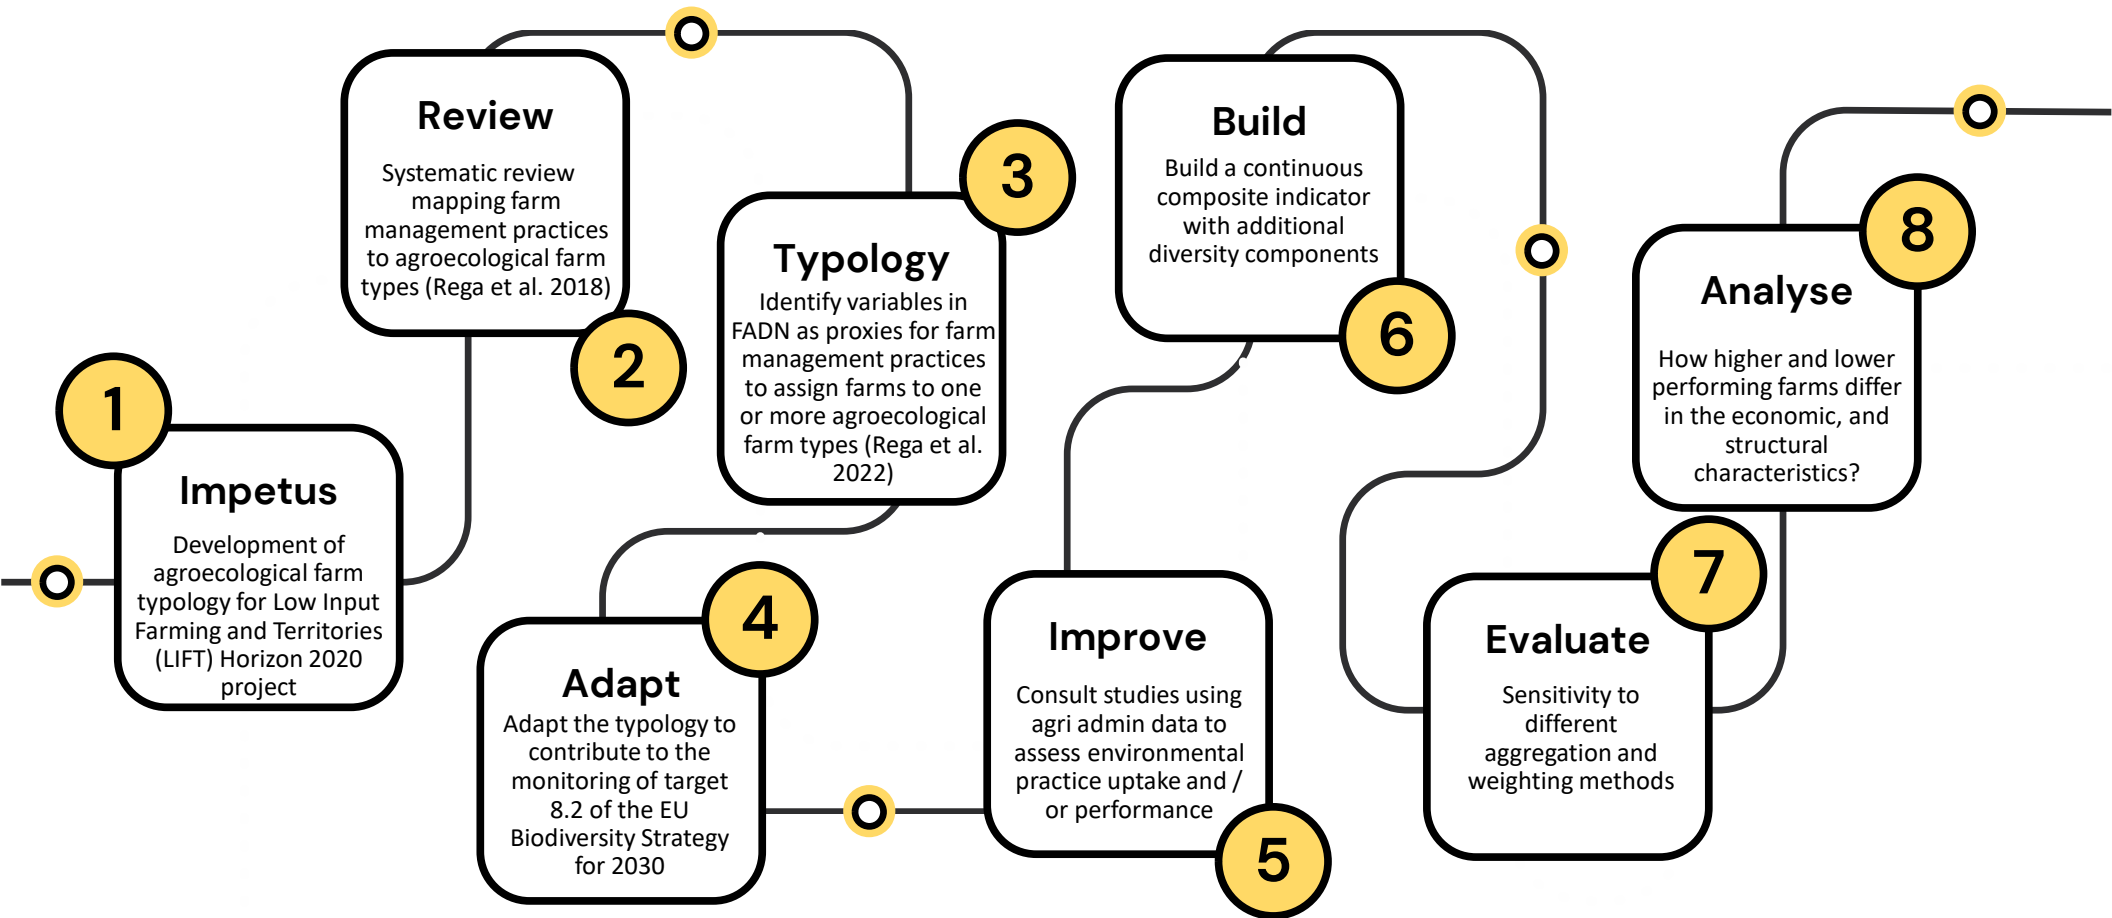 1
Impetus
Development of
agroecological farm
typology for Low Input
Farming and Territories
(LIFT) Horizon 2020
project
2
Review
Systematic review
mapping farm
management practices
to agroecological farm
types (Rega et al. 2018)
3
Typology
Identify variables in
FADN as proxies for farm
management practices
to assign farms to one
or more agroecological
farm types (Rega et al.
2022)
4
Adapt
Adapt the typology to
contribute to the
monitoring of target
8.2 of the EU
Biodiversity Strategy
for 2030
5
Improve
Consult studies using
agri admin data to
assess environmental
practice uptake and /
or performance
6
Build
Build a continuous
composite indicator
with additional
diversity components
7
Evaluate
Sensitivity to
different
aggregation and
weighting methods
8
Analyse
How higher and lower
performing farms differ
in the economic, and
structural
characteristics?